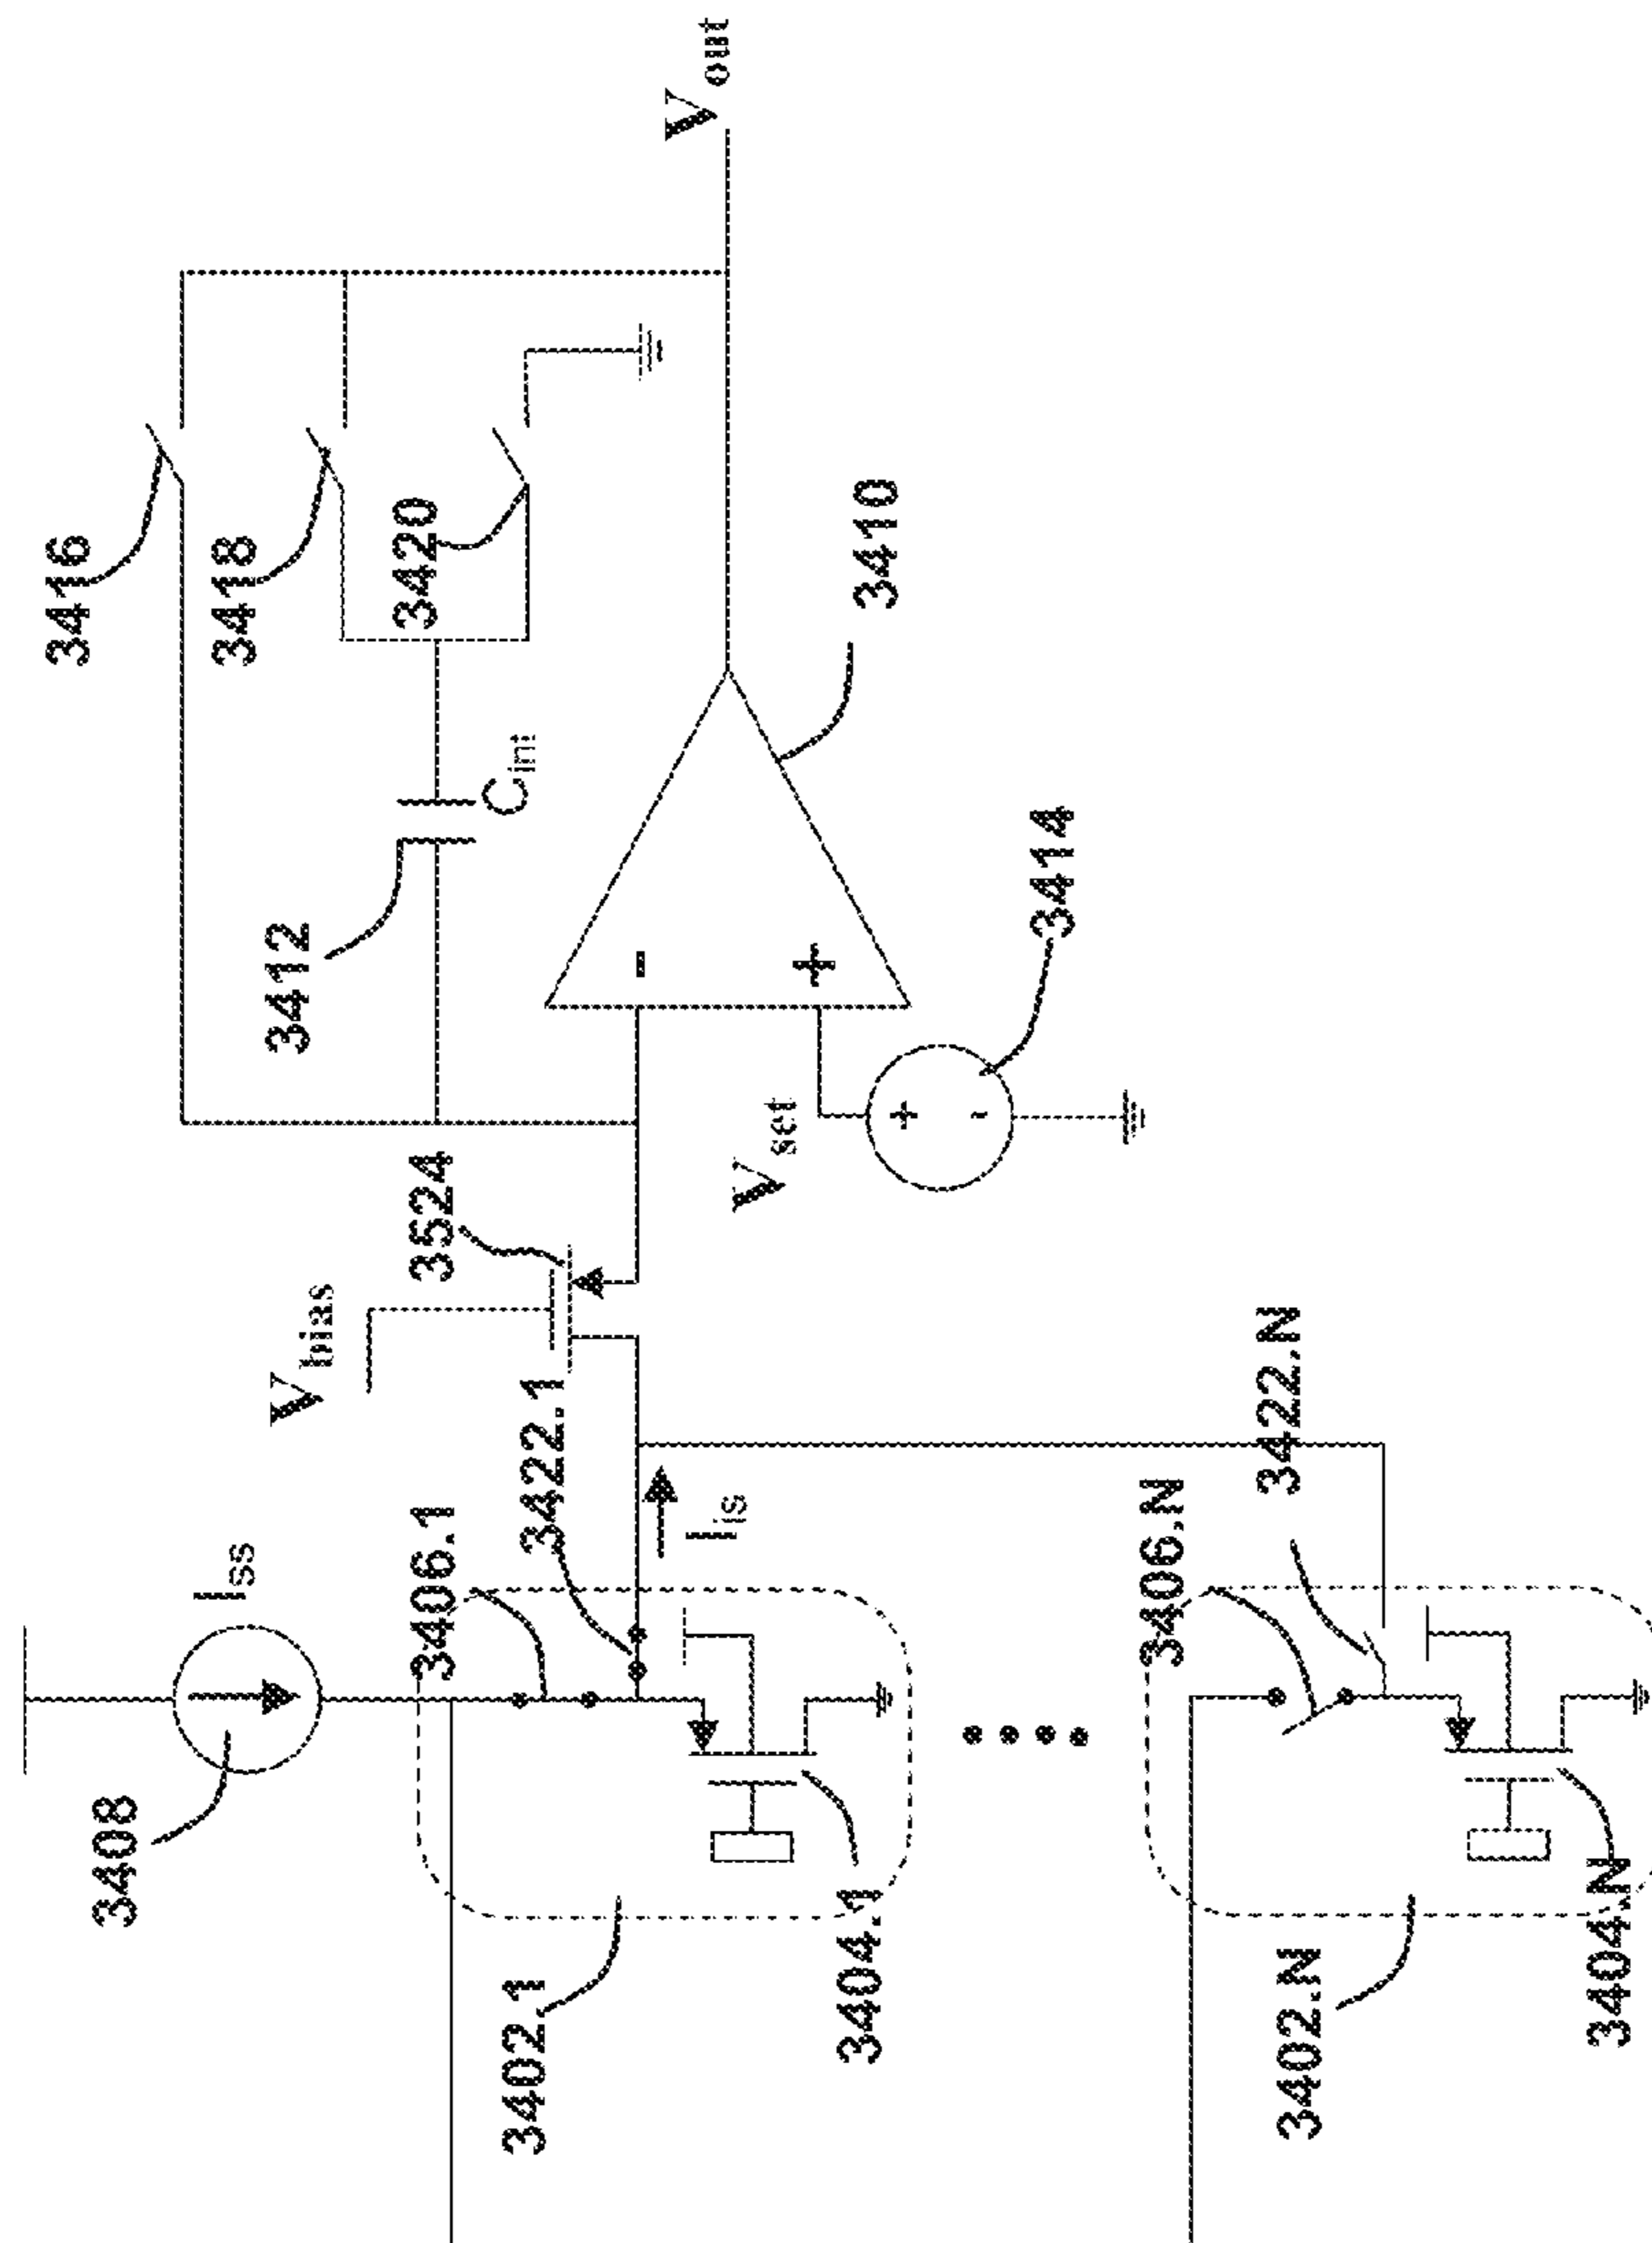 3416
3418
3420
3412
C_int
V_out
3410
-
+
3414
+
-
V_set
3524
V_bias
3422.1
3422.N
I_ss
3408
3406.1
I_is
3406.N
3402.1
3404.1
3402.N
3404.N